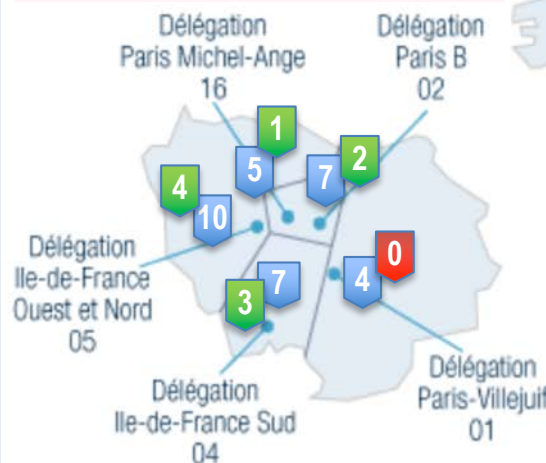 Délégation
Paris Michel-Ange
16
Délégation
Paris B
02
1
5
7
2
4
10
0
4
7
3
Délégation
Ile-de-France
Ouest et Nord
05
Délégation
Ile-de-France Sud
04
Délégation
Paris-Villejuif
01